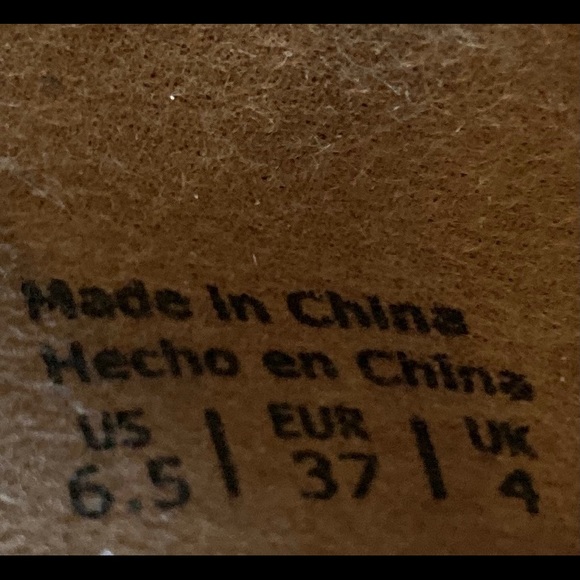 Made In China
Hecho en China
US | EUR | UK
6.5 | 37 | 4